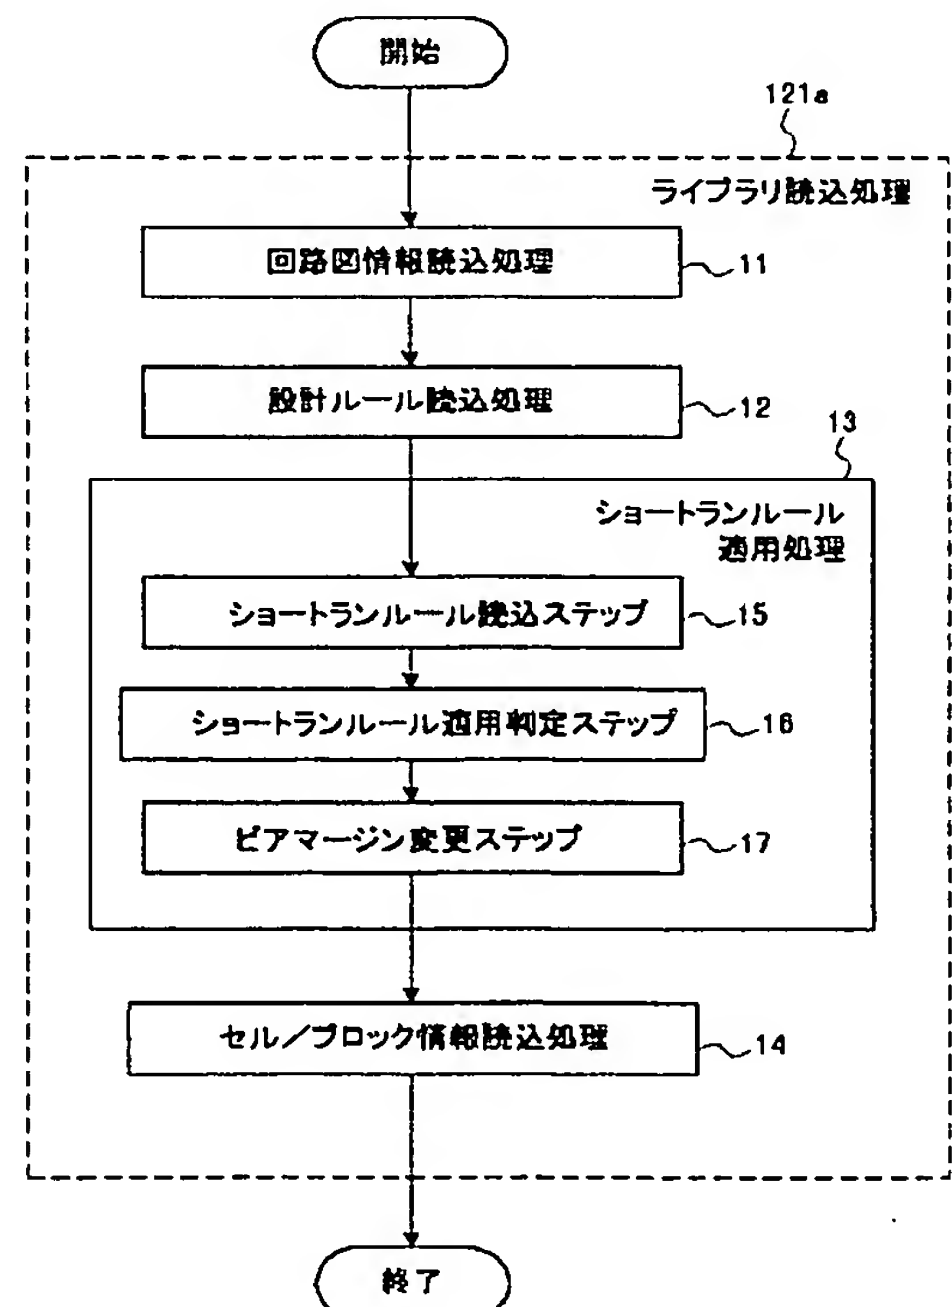 開始
121a
ライブラリ読込処理
回路図情報読込処理
11
設計ルール読込処理
12
13
ショートランルール
適用処理
ショートランルール読込ステップ
15
ショートランルール適用判定ステップ
16
ビアマージン変更ステップ
17
セル／ブロック情報読込処理
14
終了